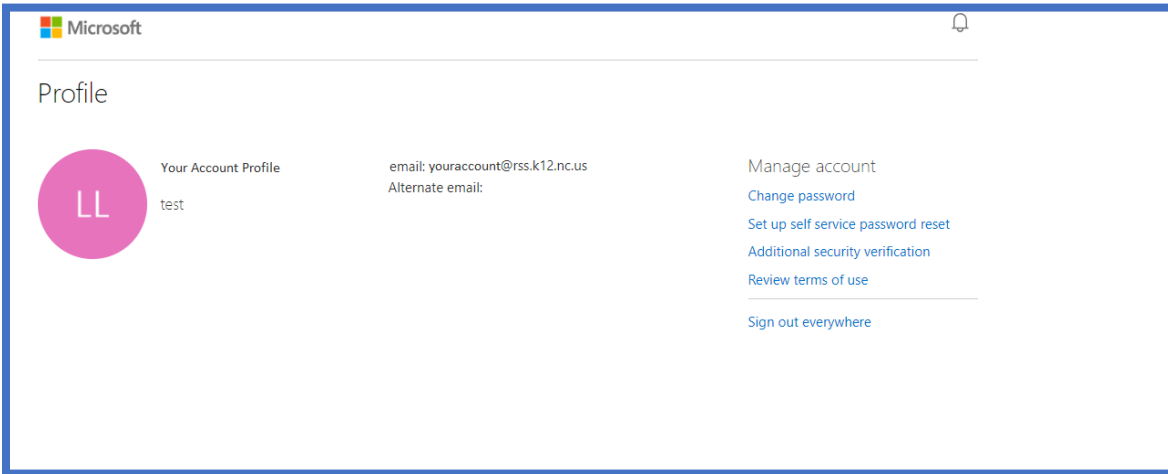 Microsoft
Profile
LL
Your Account Profile
test
email: youraccount@rss.k12.nc.us
Alternate email:
Manage account
Change password
Set up self service password reset
Additional security verification
Review terms of use
Sign out everywhere